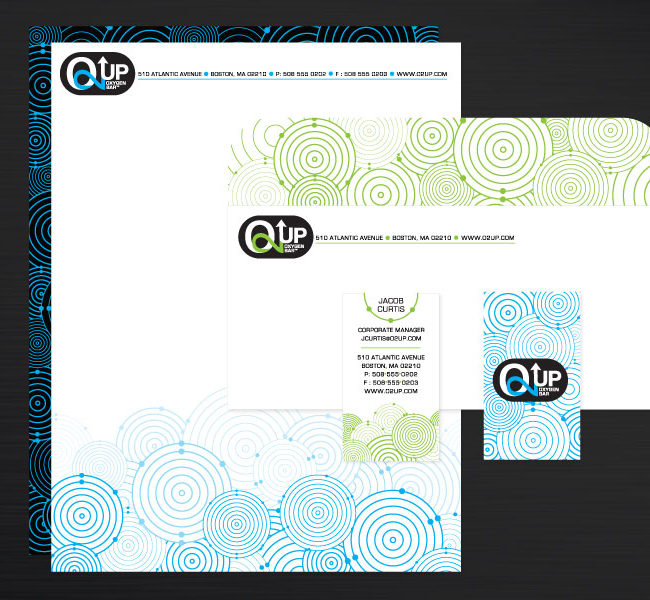 O2UP
OXYGEN
BAR™
510 ATLANTIC AVENUE • BOSTON, MA 02210 • P: 508 555 0202 • F : 508 555 0203 • WWW.O2UP.COM
O2UP
OXYGEN
BAR™
510 ATLANTIC AVENUE • BOSTON, MA 02210 • WWW.O2UP.COM
JACOB
CURTIS
CORPORATE MANAGER
JCURTIS@O2UP.COM
510 ATLANTIC AVENUE
BOSTON, MA 02210
P: 508-555-0202
F : 508-555-0203
WWW.O2UP.COM
O2UP
OXYGEN
BAR